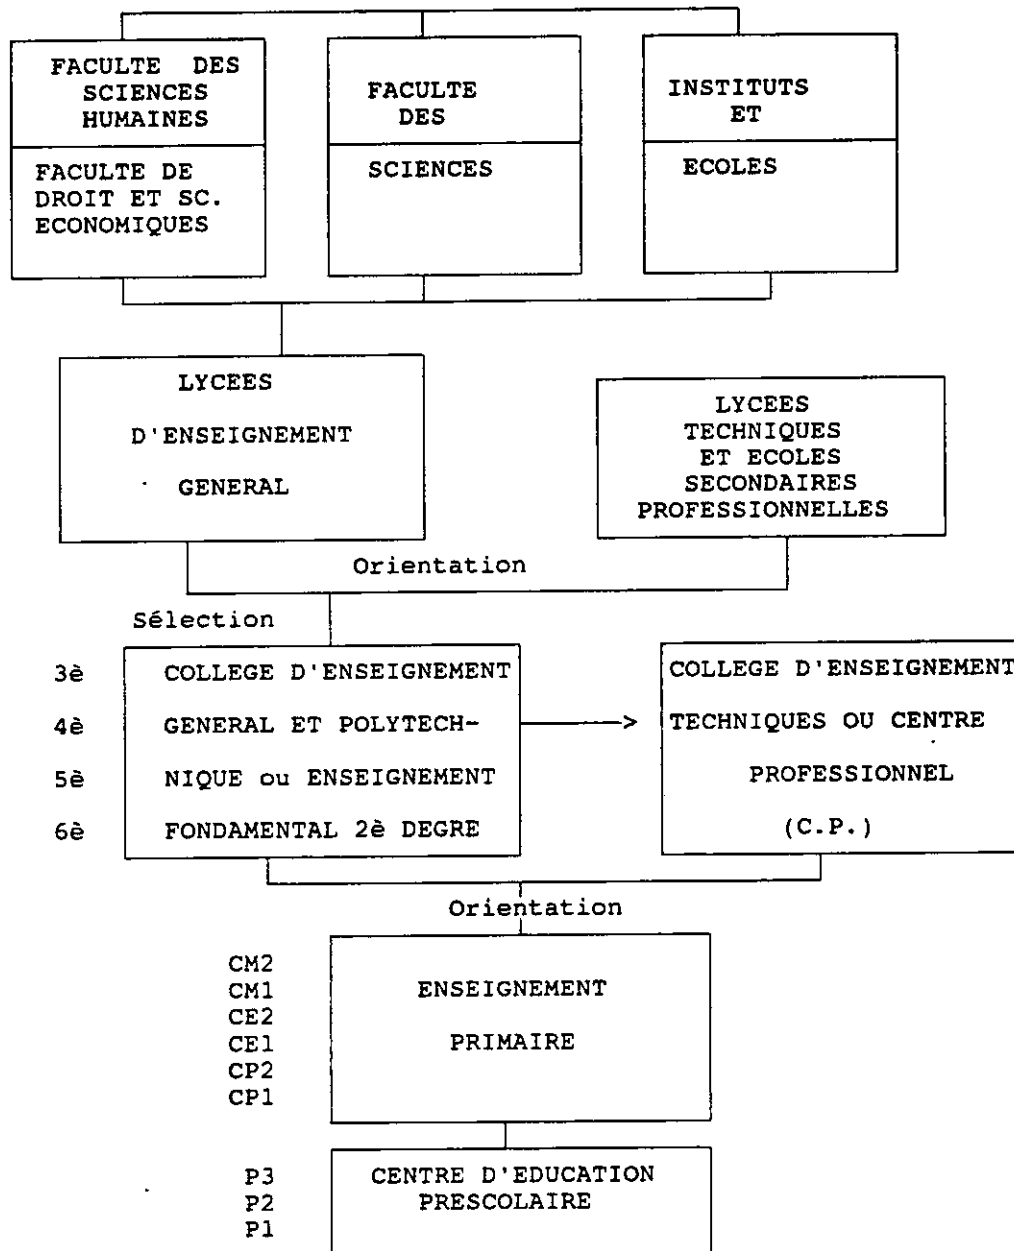 FACULTE DES
SCIENCES
HUMAINES
FACULTE DE
DROIT ET SC.
ECONOMIQUES
FACULTE
DES
SCIENCES
INSTITUTS
ET
ECOLES
LYCEES
D'ENSEIGNEMENT
GENERAL
LYCEES
TECHNIQUES
ET ECOLES
SECONDAIRES
PROFESSIONNELLES
Orientation
Sélection
3è
4è
5è
6è
COLLEGE D'ENSEIGNEMENT
GENERAL ET POLYTECH-
NIQUE ou ENSEIGNEMENT
FONDAMENTAL 2è DEGRE
COLLEGE D'ENSEIGNEMENT
TECHNIQUES OU CENTRE
PROFESSIONNEL
(C.P.)
Orientation
CM2
CM1
CE2
CE1
CP2
CP1
ENSEIGNEMENT
PRIMAIRE
P3
P2
P1
CENTRE D'EDUCATION
PRESCOLAIRE